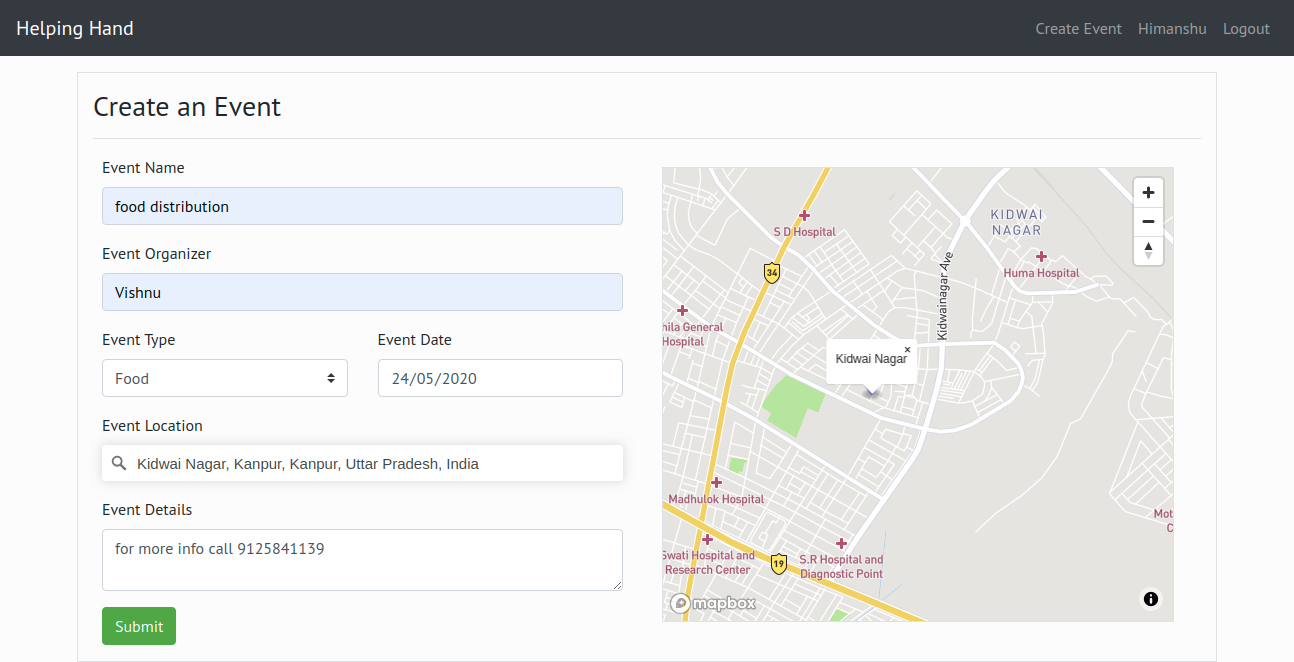 Helping Hand
Create Event Himanshu Logout
Create an Event
Event Name
food distribution
Event Organizer
Vishnu
Event Type
Event Date
Food
24/05/2020
Event Location
Kidwai Nagar, Kanpur, Kanpur, Uttar Pradesh, India
Event Details
for more info call 9125841139
Submit
S D Hospital
34
KIDWAI
NAGAR
Huma Hospital
Kidwainagar Ave
hila General
Hospital
Kidwai Nagar
×
Madhulok Hospital
Mot
C
Swati Hospital and
Research Center
19
S.R Hospital and
Diagnostic Point
mapbox